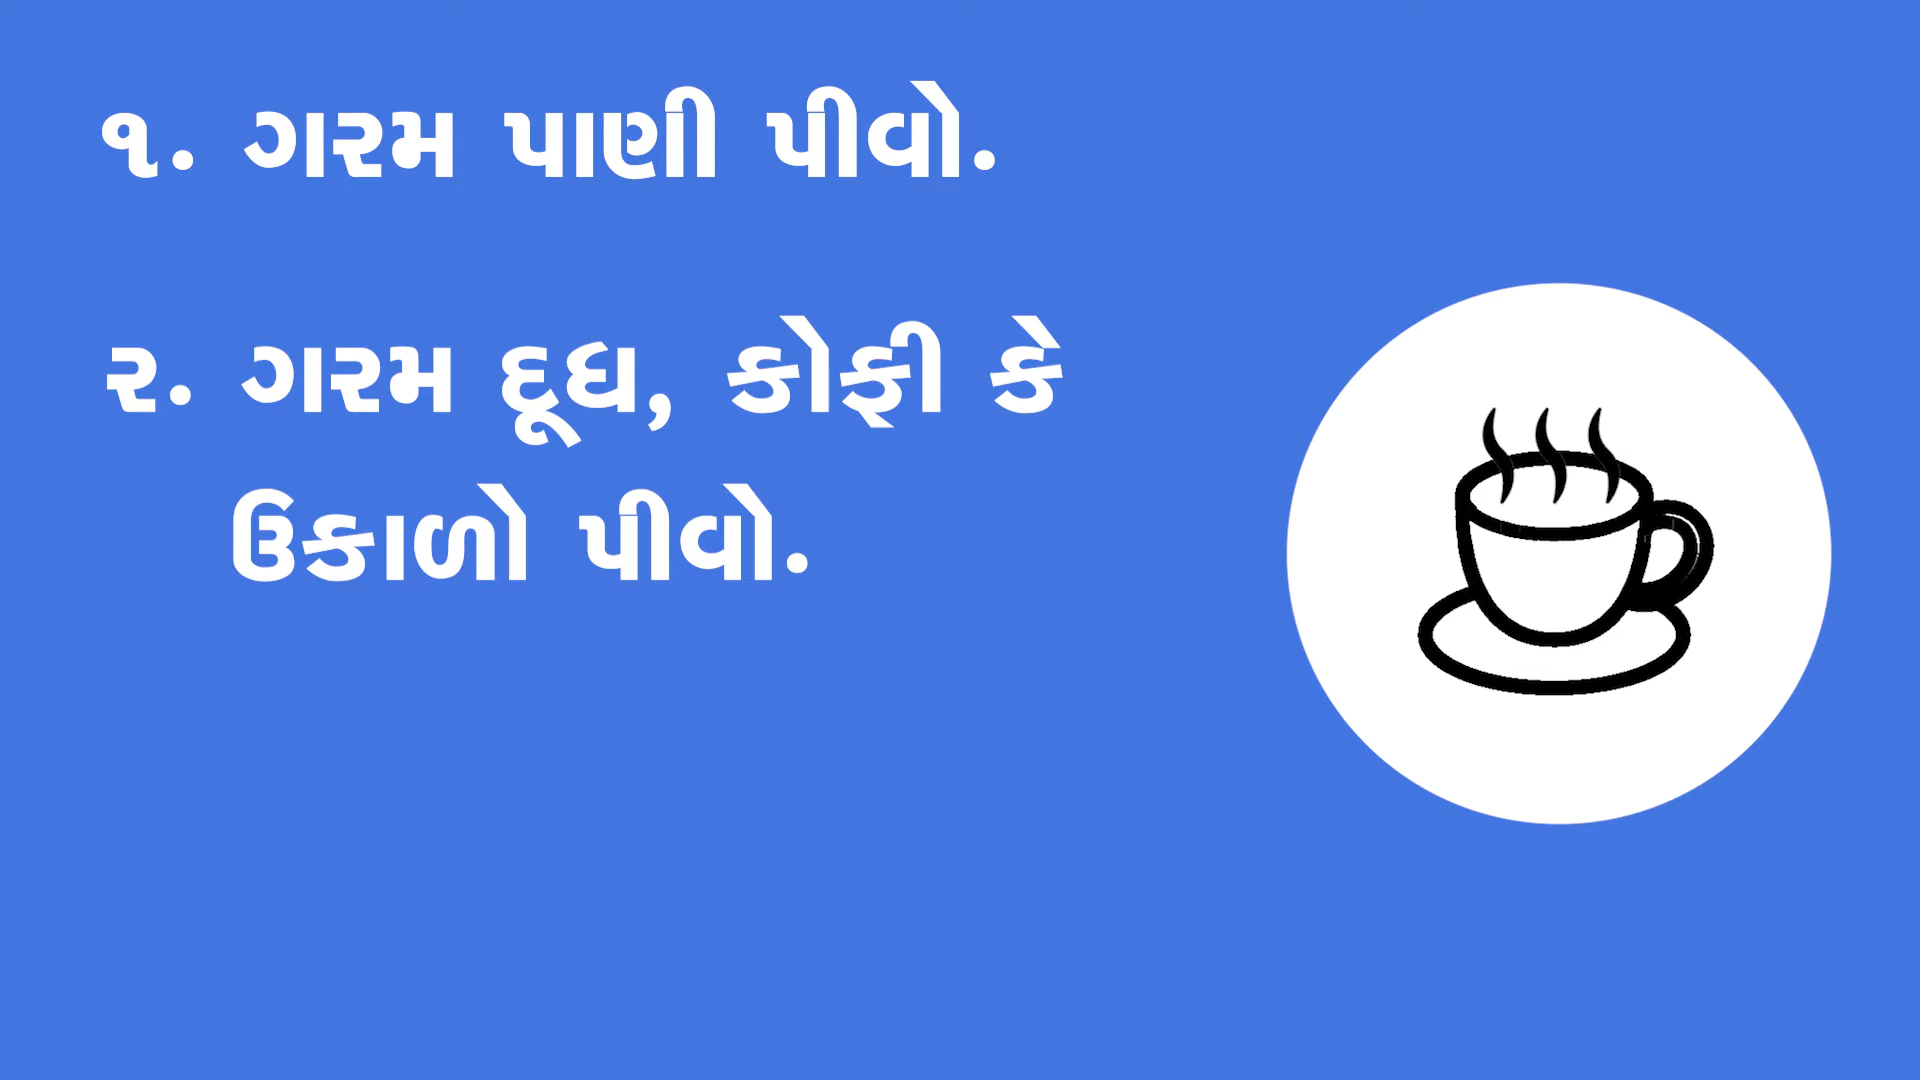 ૧. ગરમ પાણી પીવો.
૨. ગરમ દૂધ, કોફી કે
ઉકાળો પીવો.